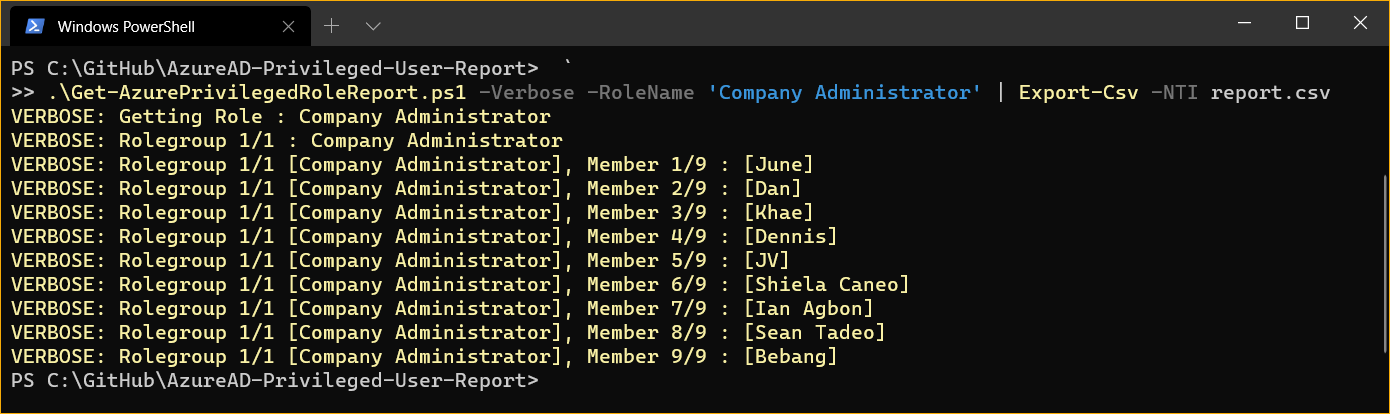 Windows PowerShell
PS C:\GitHub\AzureAD-Privileged-User-Report>  `
>> .\Get-AzurePrivilegedRoleReport.ps1 -Verbose -RoleName 'Company Administrator' | Export-Csv -NTI report.csv
VERBOSE: Getting Role : Company Administrator
VERBOSE: Rolegroup 1/1 : Company Administrator
VERBOSE: Rolegroup 1/1 [Company Administrator], Member 1/9 : [June]
VERBOSE: Rolegroup 1/1 [Company Administrator], Member 2/9 : [Dan]
VERBOSE: Rolegroup 1/1 [Company Administrator], Member 3/9 : [Khae]
VERBOSE: Rolegroup 1/1 [Company Administrator], Member 4/9 : [Dennis]
VERBOSE: Rolegroup 1/1 [Company Administrator], Member 5/9 : [JV]
VERBOSE: Rolegroup 1/1 [Company Administrator], Member 6/9 : [Shiela Caneo]
VERBOSE: Rolegroup 1/1 [Company Administrator], Member 7/9 : [Ian Agbon]
VERBOSE: Rolegroup 1/1 [Company Administrator], Member 8/9 : [Sean Tadeo]
VERBOSE: Rolegroup 1/1 [Company Administrator], Member 9/9 : [Bebang]
PS C:\GitHub\AzureAD-Privileged-User-Report>